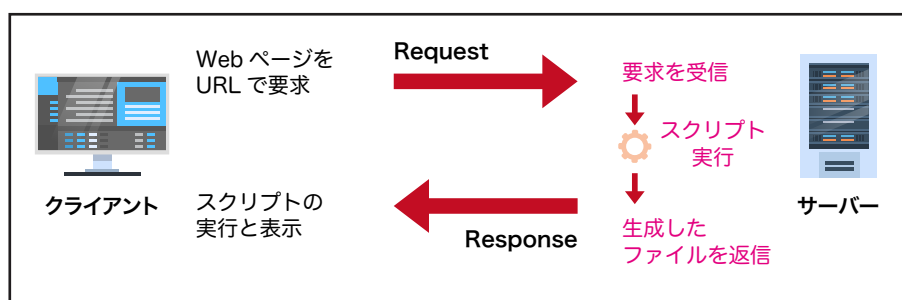 Web ページを
URL で要求
Request
要求を受信
スクリプト
実行
クライアント
スクリプトの
実行と表示
Response
生成した
ファイルを返信
サーバー